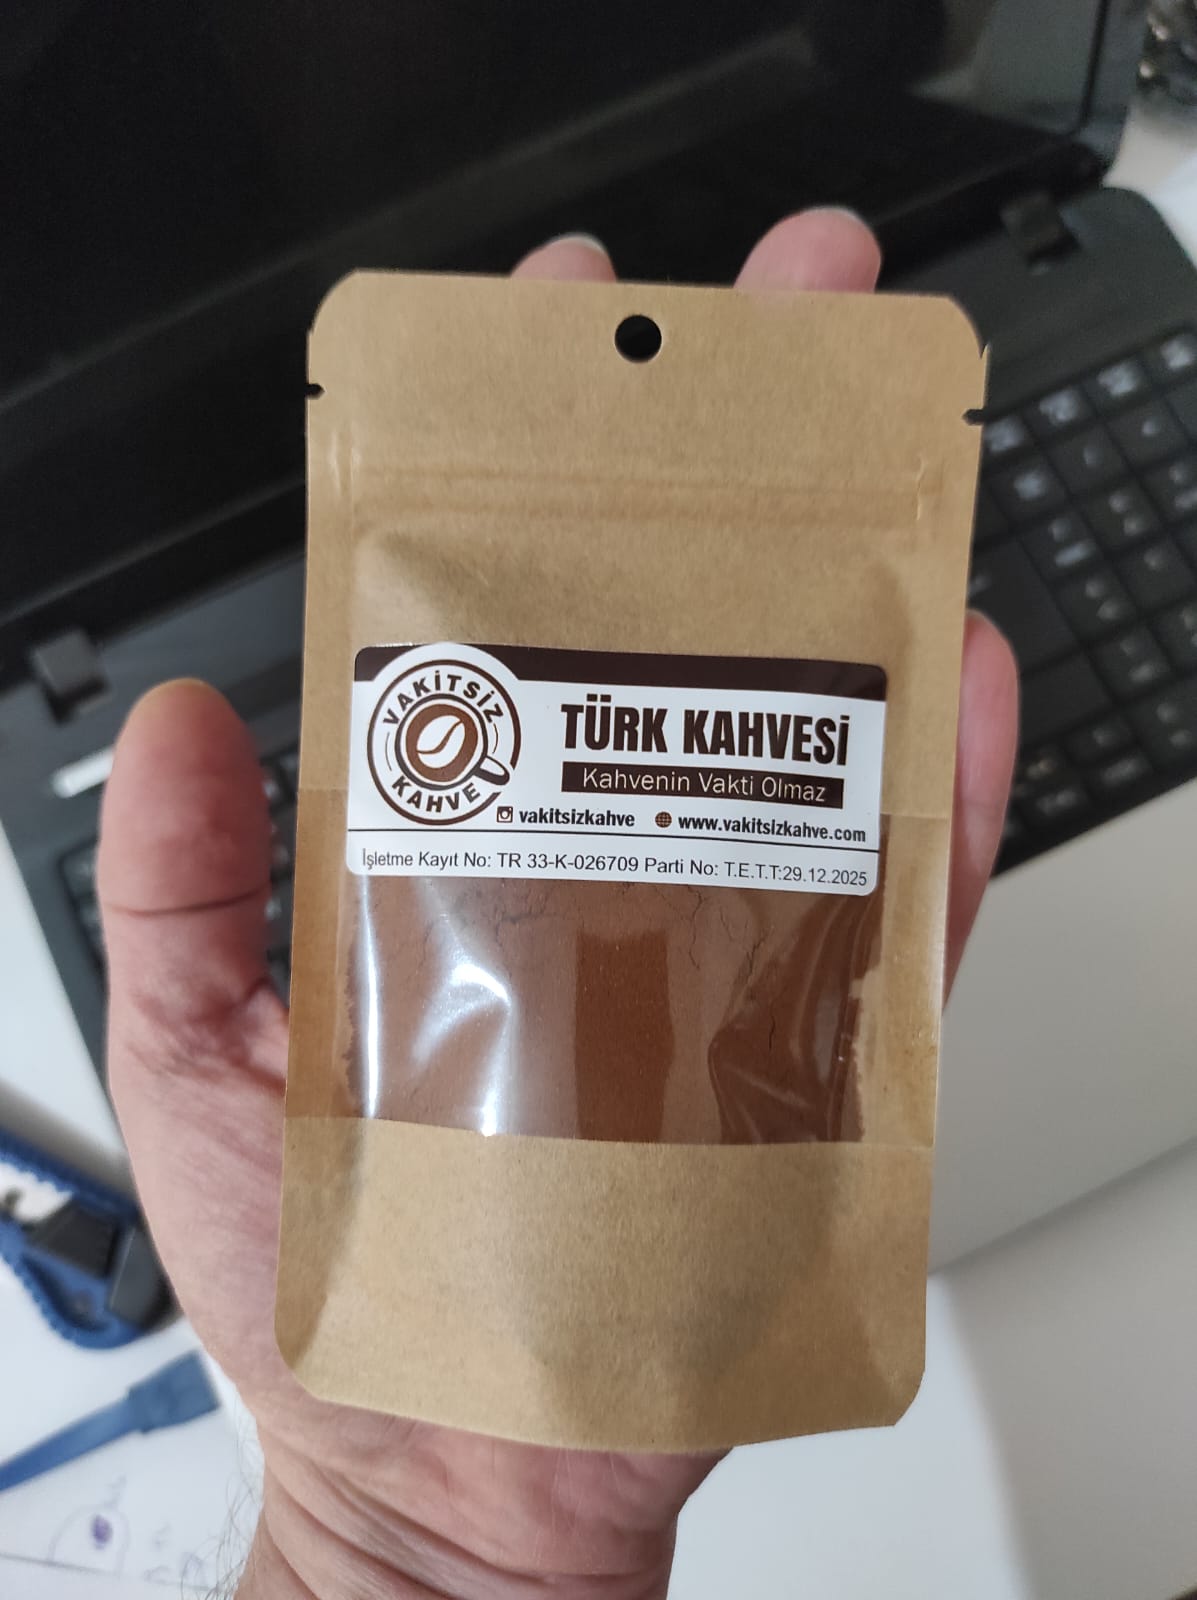 VAKİTSİZ
KAHVE
TÜRK KAHVESİ
Kahvenin Vakti Olmaz
vakitsizkahve www.vakitsizkahve.com
İşletme Kayıt No: TR 33-K-026709 Parti No: T.E.T.T:29.12.2025